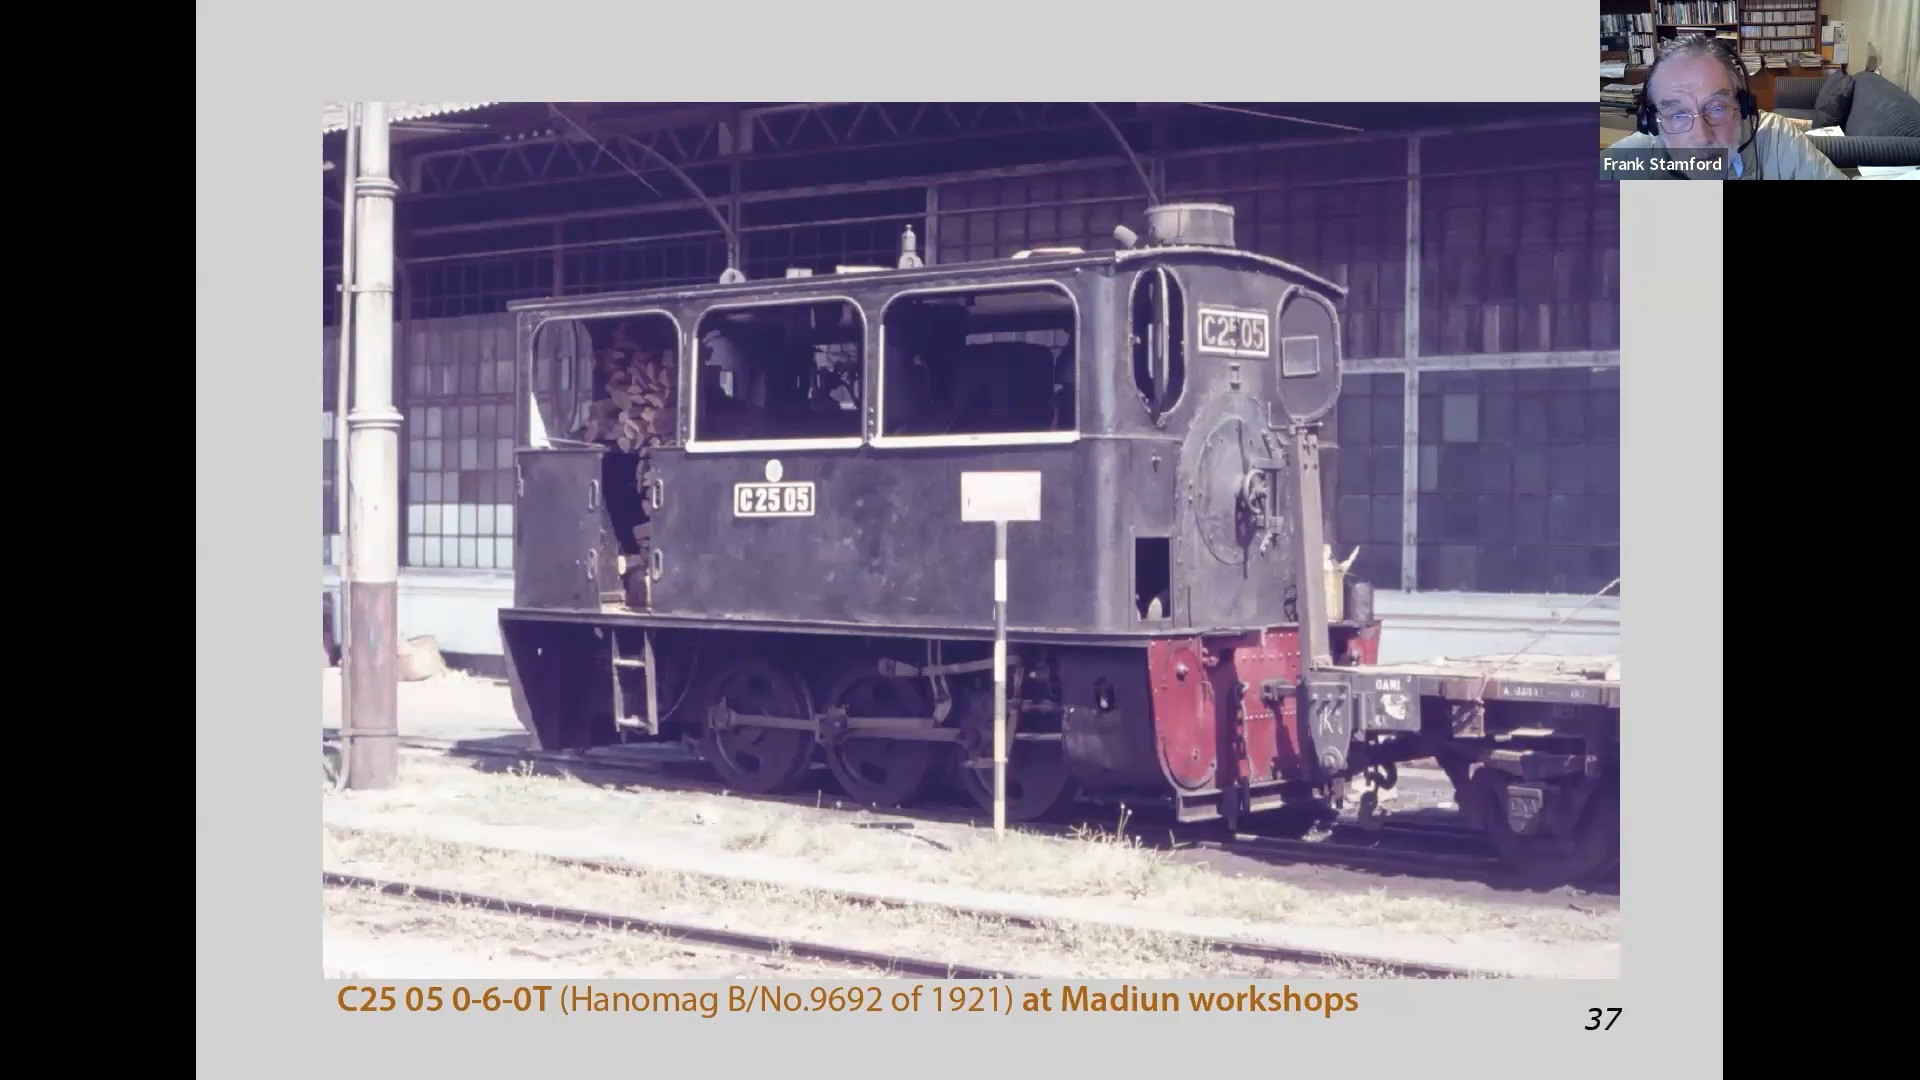 Frank Stamford
C25 05
C 25 05
C25 05 0-6-0T (Hanomag B/No.9692 of 1921) at Madiun workshops
37